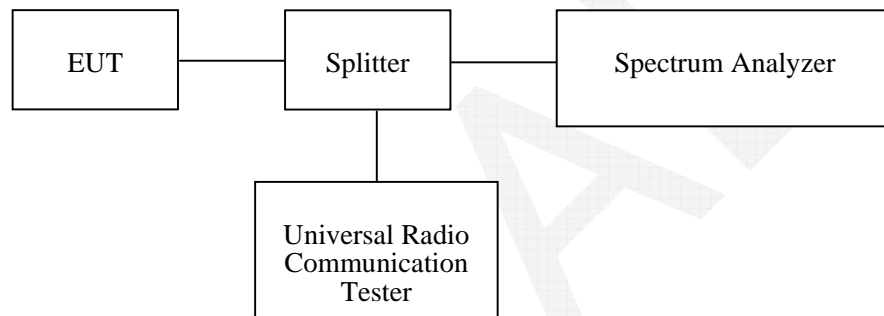 EUT
Splitter
Spectrum Analyzer
Universal Radio
Communication
Tester